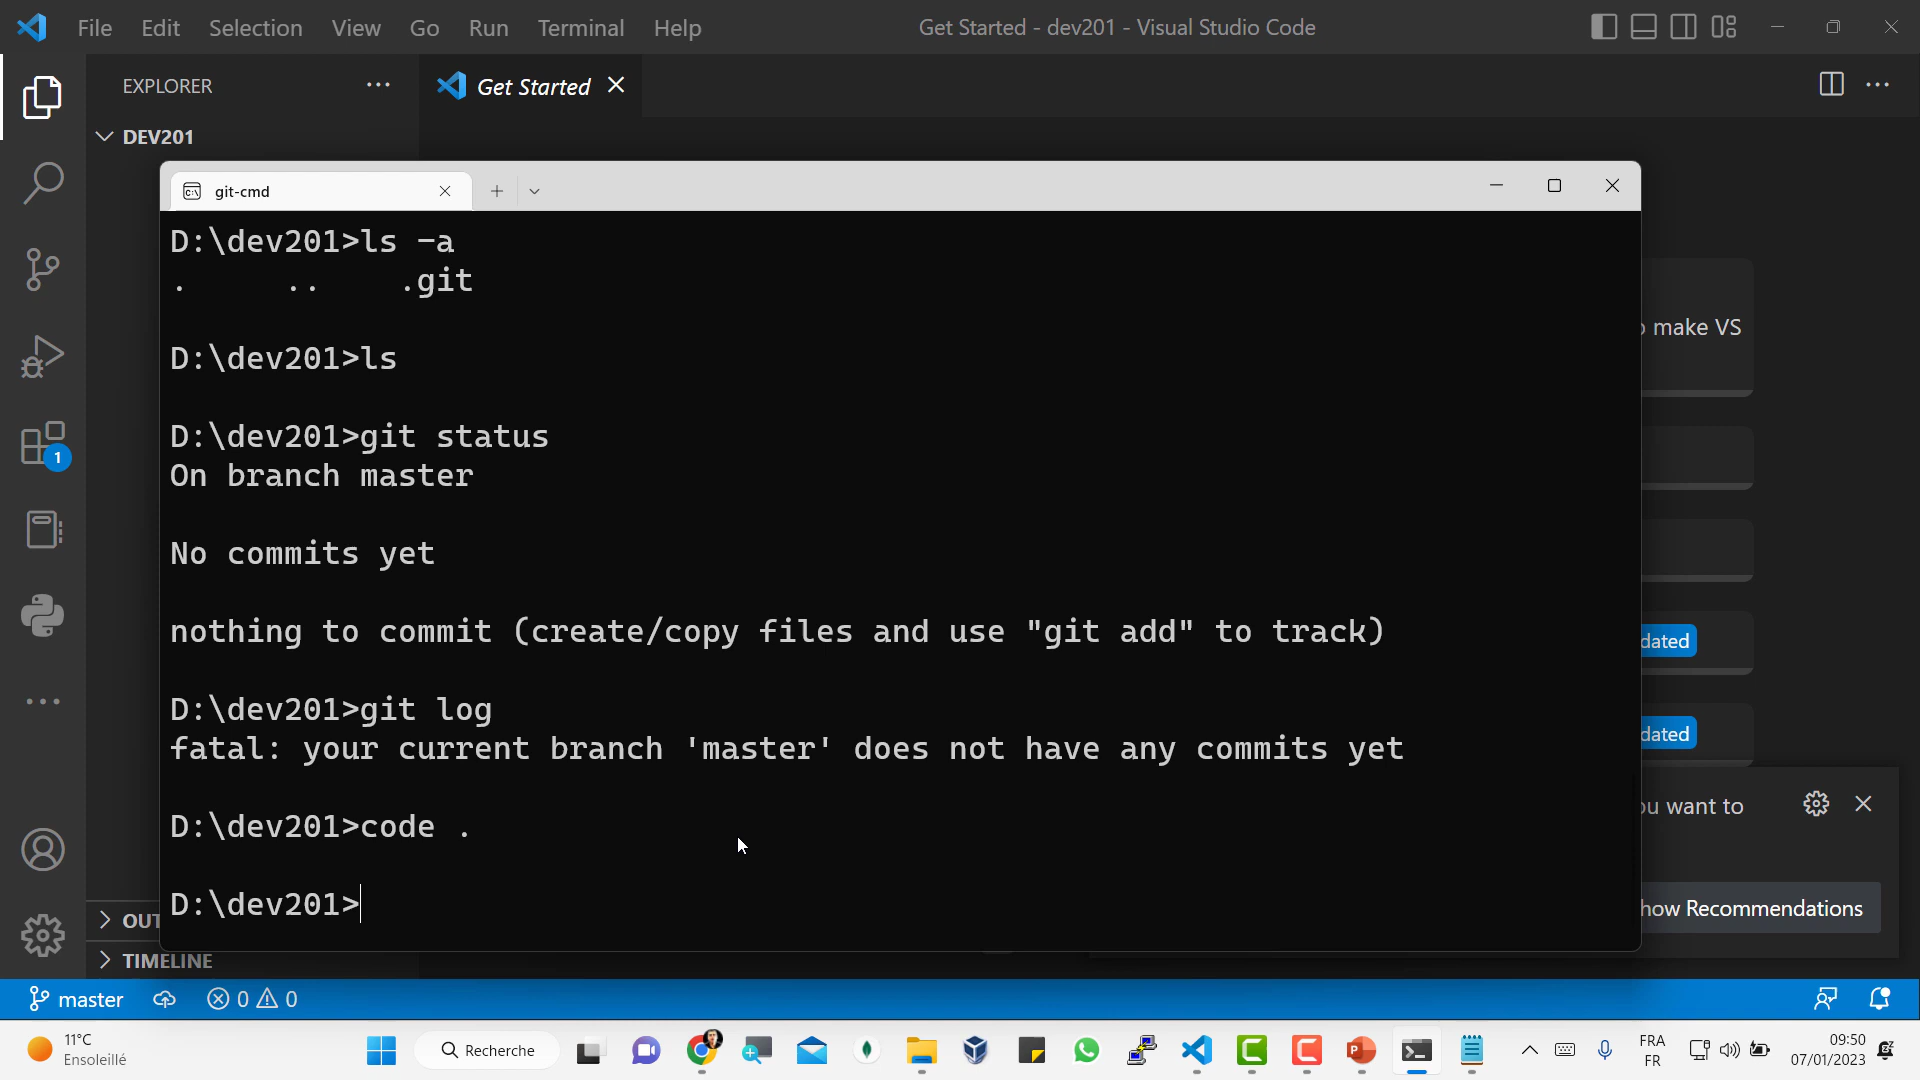 File Edit Selection View Go Run Terminal Help
Get Started - dev201 - Visual Studio Code
EXPLORER
Get Started
DEV201
git-cmd
D:\dev201>ls -a
. .. .git
D:\dev201>ls
D:\dev201>git status
On branch master
No commits yet
nothing to commit (create/copy files and use "git add" to track)
D:\dev201>git log
fatal: your current branch 'master' does not have any commits yet
D:\dev201>code .
D:\dev201>
make VS
1
dated
dated
ou want to
how Recommendations
OUT
TIMELINE
master
0 0
11°C
Ensoleillé
Recherche
FRA
FR
09:50
07/01/2023